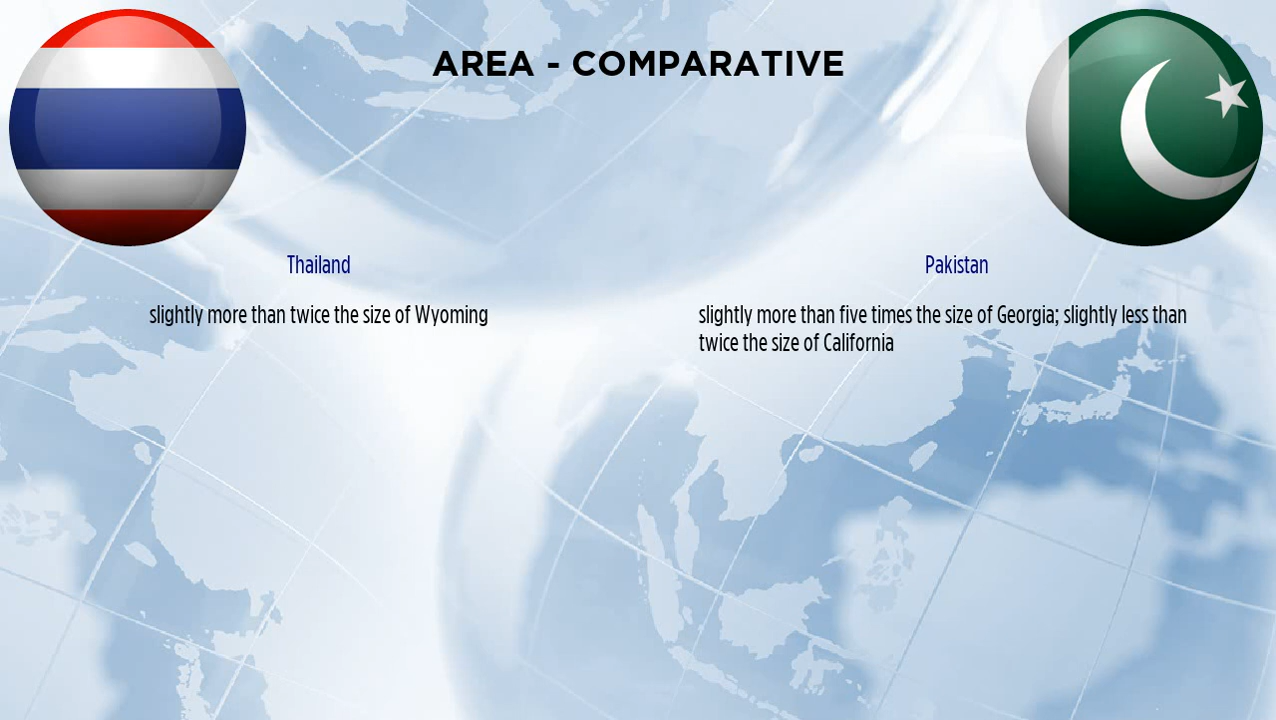 AREA - COMPARATIVE
Thailand
slightly more than twice the size of Wyoming
Pakistan
slightly more than five times the size of Georgia; slightly less than
twice the size of California